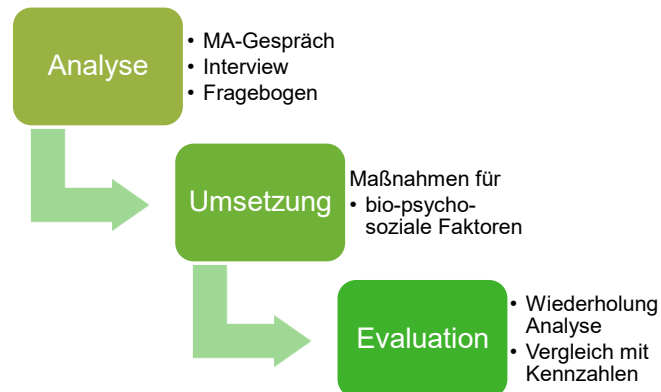 Analyse
• MA-Gespräch
• Interview
• Fragebogen
Umsetzung
Maßnahmen für
• bio-psycho-
soziale Faktoren
Evaluation
• Wiederholung
Analyse
• Vergleich mit
Kennzahlen